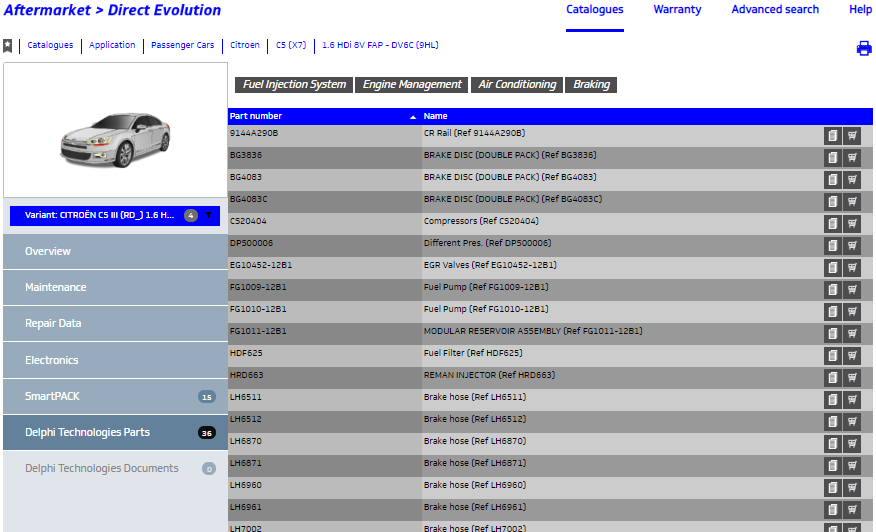 Aftermarket > Direct Evolution
Catalogues Warranty Advanced search Help
Catalogues Application Passenger Cars Citroen C5 (X7) 1.6 HDi 8V FAP - DV6C (9HL)
Fuel Injection System Engine Management Air Conditioning Braking
Part number Name
9144A290B CR Rail (Ref 9144A290B)
BG3836 BRAKE DISC (DOUBLE PACK) (Ref BG3836)
BG4083 BRAKE DISC (DOUBLE PACK) (Ref BG4083)
BG4083C BRAKE DISC (DOUBLE PACK) (Ref BG4083C)
CS20404 Compressors (Ref CS20404)
DPS00006 Different Pres. (Ref DPS00006)
EG10452-12B1 EGR Valves (Ref EG10452-12B1)
FG1009-12B1 Fuel Pump (Ref FG1009-12B1)
FG1010-12B1 Fuel Pump (Ref FG1010-12B1)
FG1011-12B1 MODULAR RESERVOIR ASSEMBLY (Ref FG1011-12B1)
HDF625 Fuel Filter (Ref HDF625)
HRD663 REMAN INJECTOR (Ref HRD663)
LH6511 Brake hose (Ref LH6511)
LH6512 Brake hose (Ref LH6512)
LH6870 Brake hose (Ref LH6870)
LH6871 Brake hose (Ref LH6871)
LH6960 Brake hose (Ref LH6960)
LH6961 Brake hose (Ref LH6961)
LH7002 Brake hose (Ref LH7002)
Variant: CITROËN C5 III (RD_) 1.6 H... 4
Overview
Maintenance
Repair Data
Electronics
SmartPACK 15
Delphi Technologies Parts 36
Delphi Technologies Documents 0